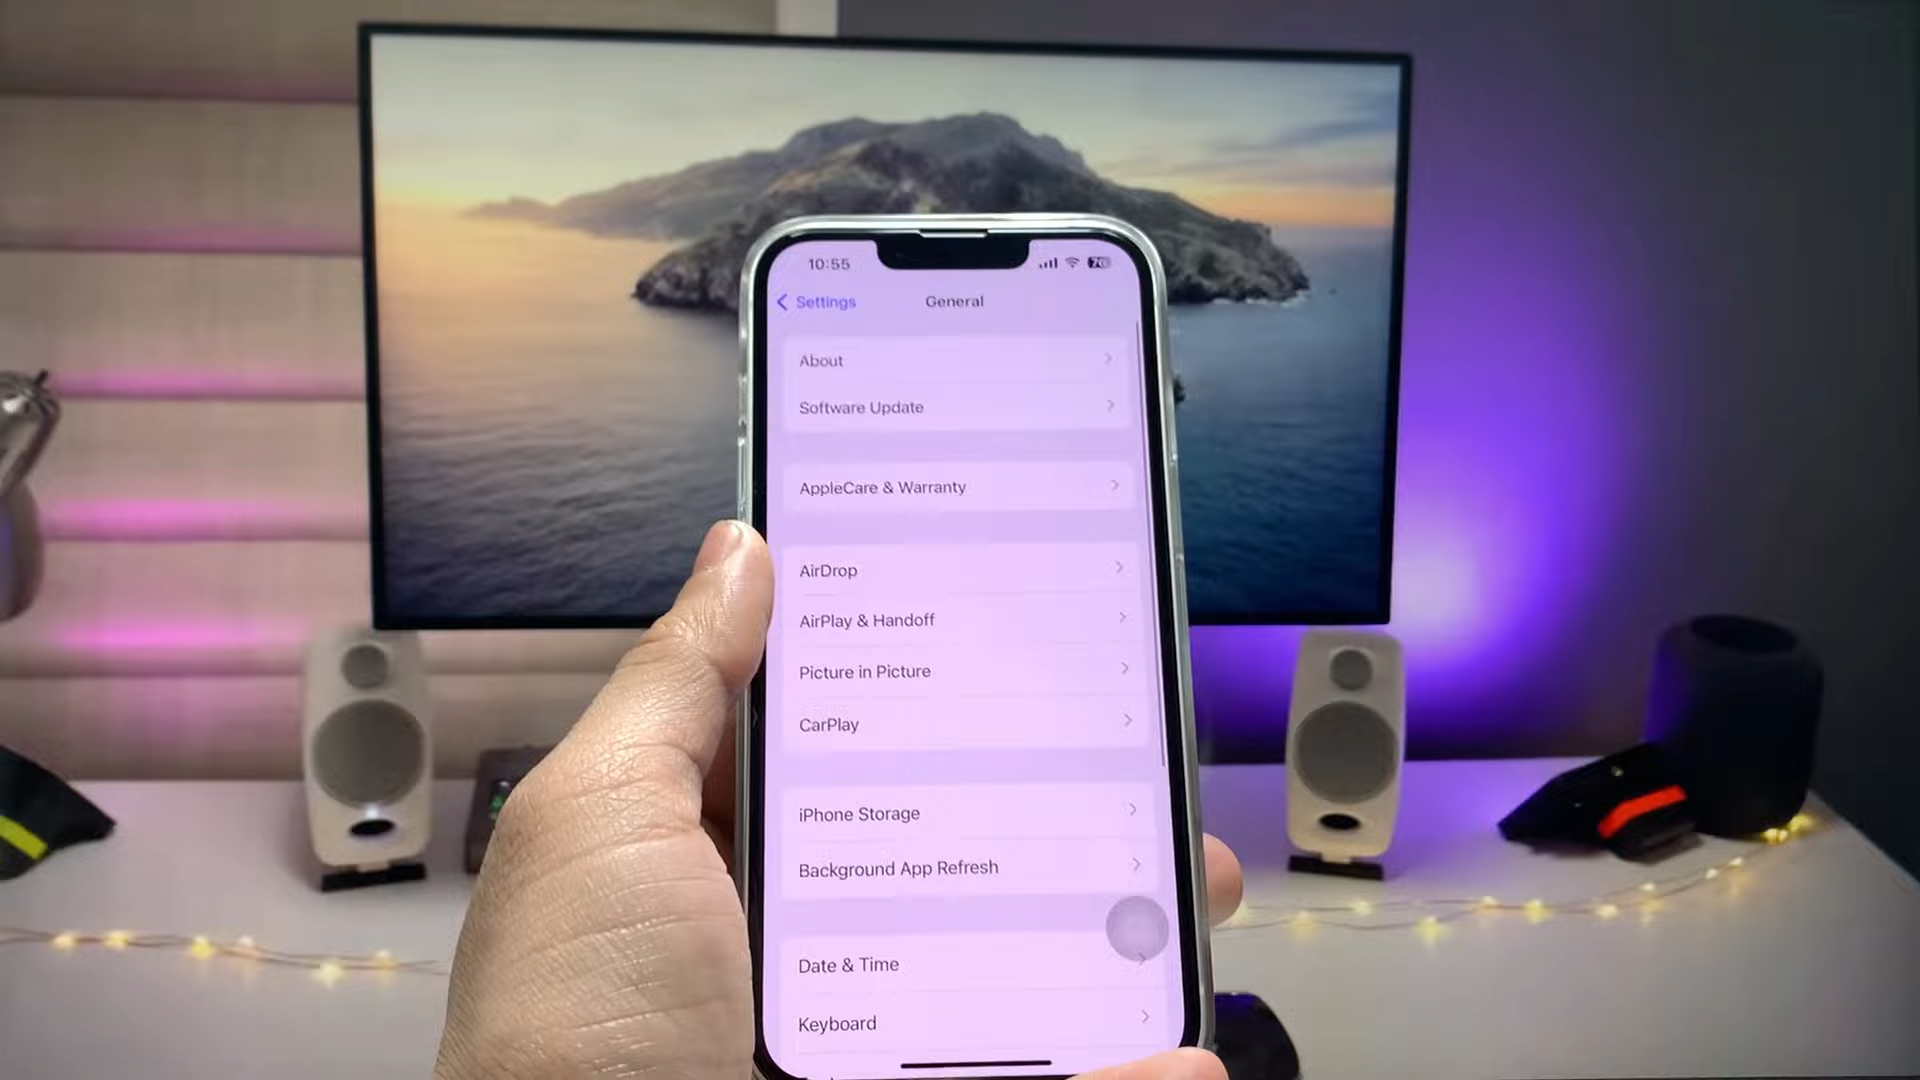 10:55
Settings
General
About
Software Update
AppleCare & Warranty
AirDrop
AirPlay & Handoff
Picture in Picture
CarPlay
iPhone Storage
Background App Refresh
Date & Time
Keyboard